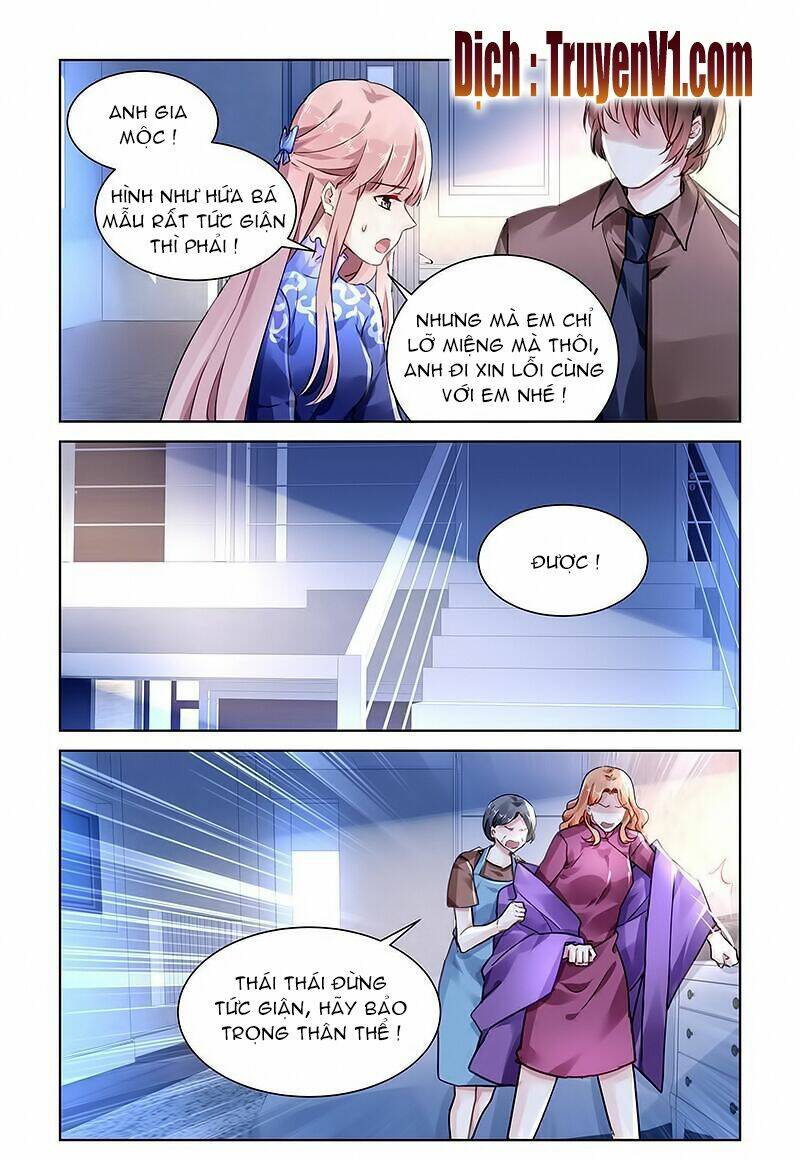 Dịch : TruyenV1.com
ANH GIA
MỘC !
HÌNH NHƯ HỨA BÁ
MẪU RẤT TỨC GIẬN
THÌ PHẢI !
NHƯNG MÀ EM CHỈ
LỠ MIỆNG MÀ THÔI,
ANH ĐI XIN LỖI CÙNG
VỚI EM NHÉ !
ĐƯỢC !
THÁI THÁI ĐỪNG
TỨC GIẬN, HÃY BẢO
TRỌNG THÂN THỂ !